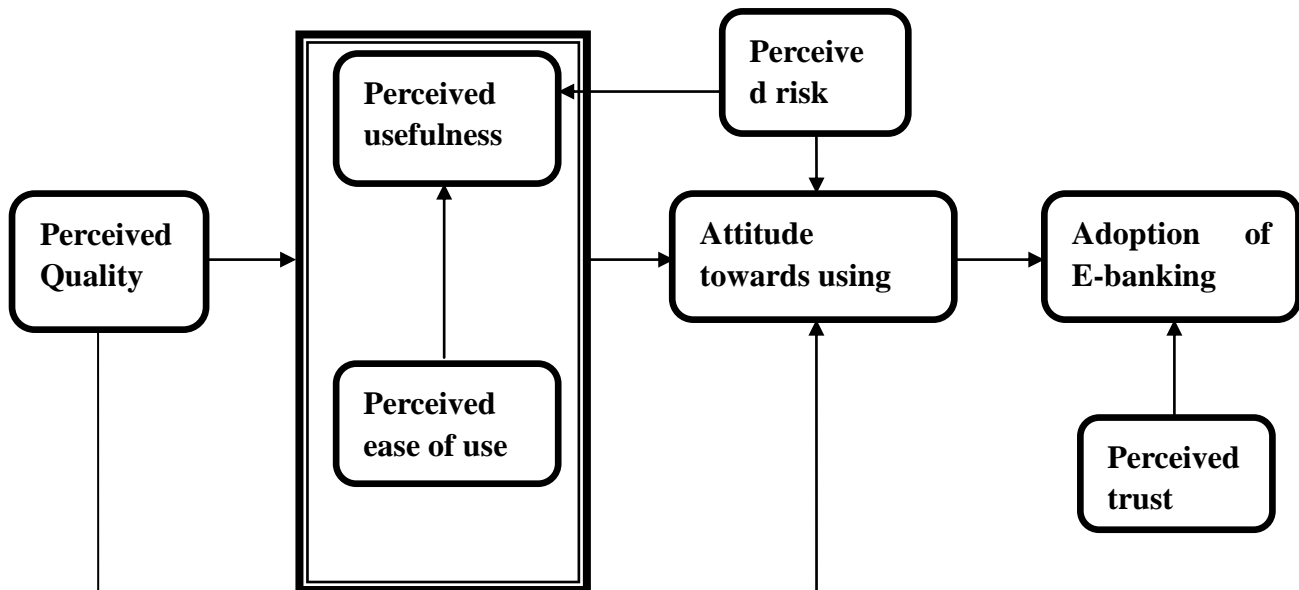 Perceive
d risk
Perceived
usefulness
Perceived
Quality
Attitude
towards using
Adoption of
E-banking
Perceived
ease of use
Perceived
trust